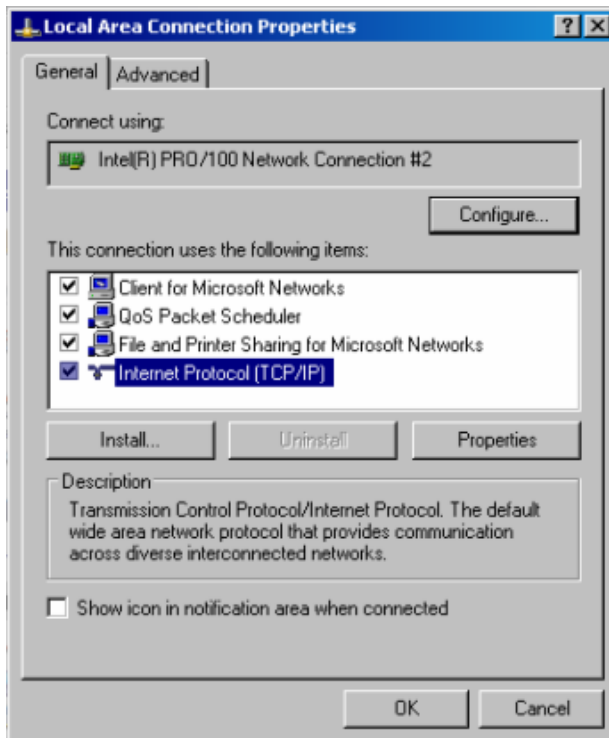 Local Area Connection Properties
General
Advanced
Connect using:
Intel(R) PRO/100 Network Connection #2
Configure...
This connection uses the following items:
Client for Microsoft Networks
QoS Packet Scheduler
File and Printer Sharing for Microsoft Networks
Internet Protocol (TCP/IP)
Install...
Uninstall
Properties
Description
Transmission Control Protocol/Internet Protocol. The default
wide area network protocol that provides communication
across diverse interconnected networks.
Show icon in notification area when connected
OK
Cancel